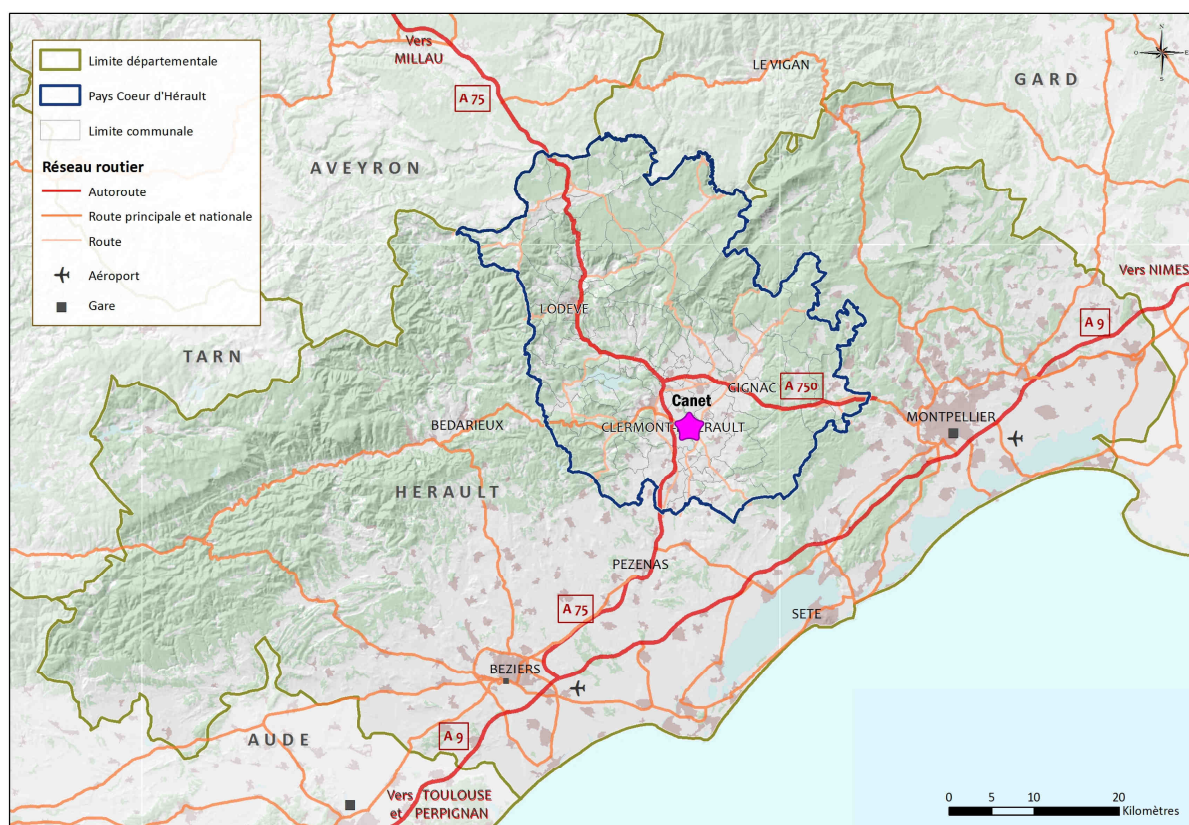 Limite départementale
Pays Coeur d'Hérault
Limite communale
Réseau routier
Autoroute
Route principale et nationale
Route
Aéroport
Gare
Vers
MILLAU
A 75
LE VIGAN
GARD
N
E
S
AVEYRON
Vers NIMES
A 9
LODEVE
TARN
GIGNAC
A 750
Canet
MONTPELLIER
BEDARIEUX
CLERMONT-
ERAULT
HERAULT
PEZENAS
A 75
SETE
BEZIERS
AUDE
A 9
Vers TOULOUSE
et PERPIGNAN
0 5 10 20
Kilomètres